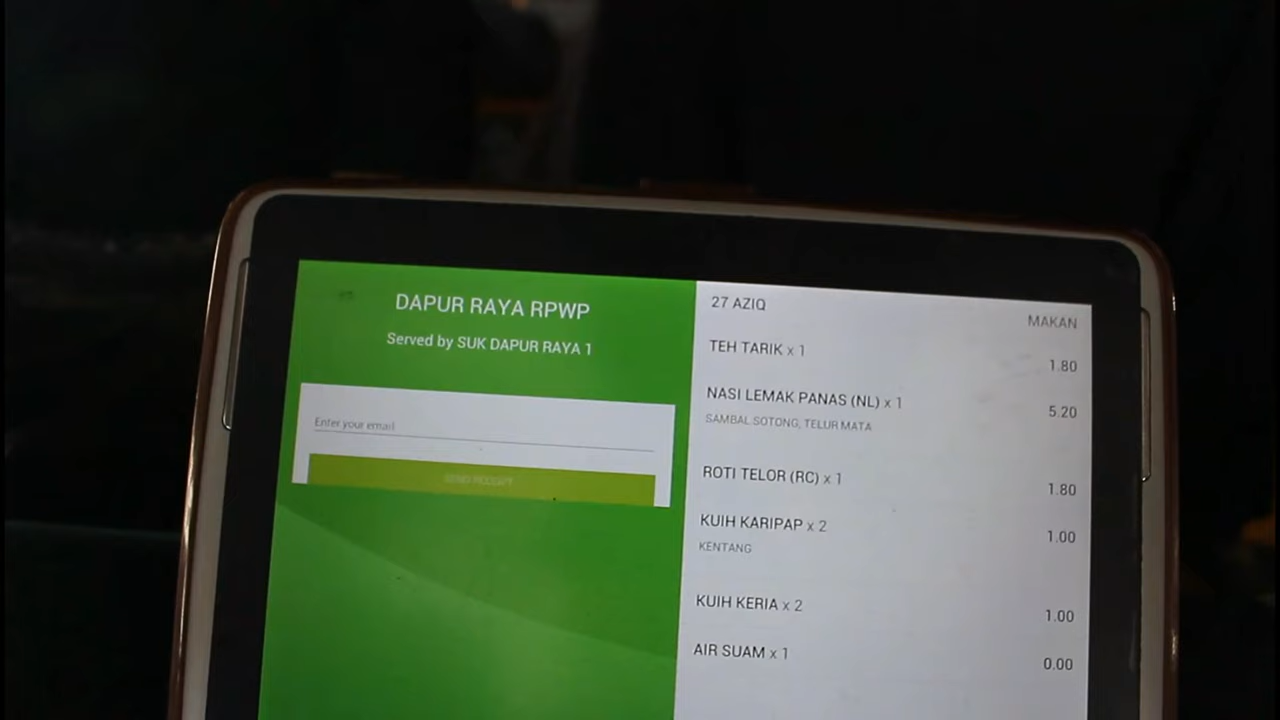 DAPUR RAYA RPWP
Served by SUK DAPUR RAYA 1
Enter your email
SEND RECEIPT
27 AZIQ
MAKAN
TEH TARIK x 1 1.80
NASI LEMAK PANAS (NL) x 1 5.20
SAMBAL SOTONG, TELUR MATA
ROTI TELOR (RC) x 1 1.80
KUIH KARIPAP x 2 1.00
KENTANG
KUIH KERIA x 2 1.00
AIR SUAM x 1 0.00